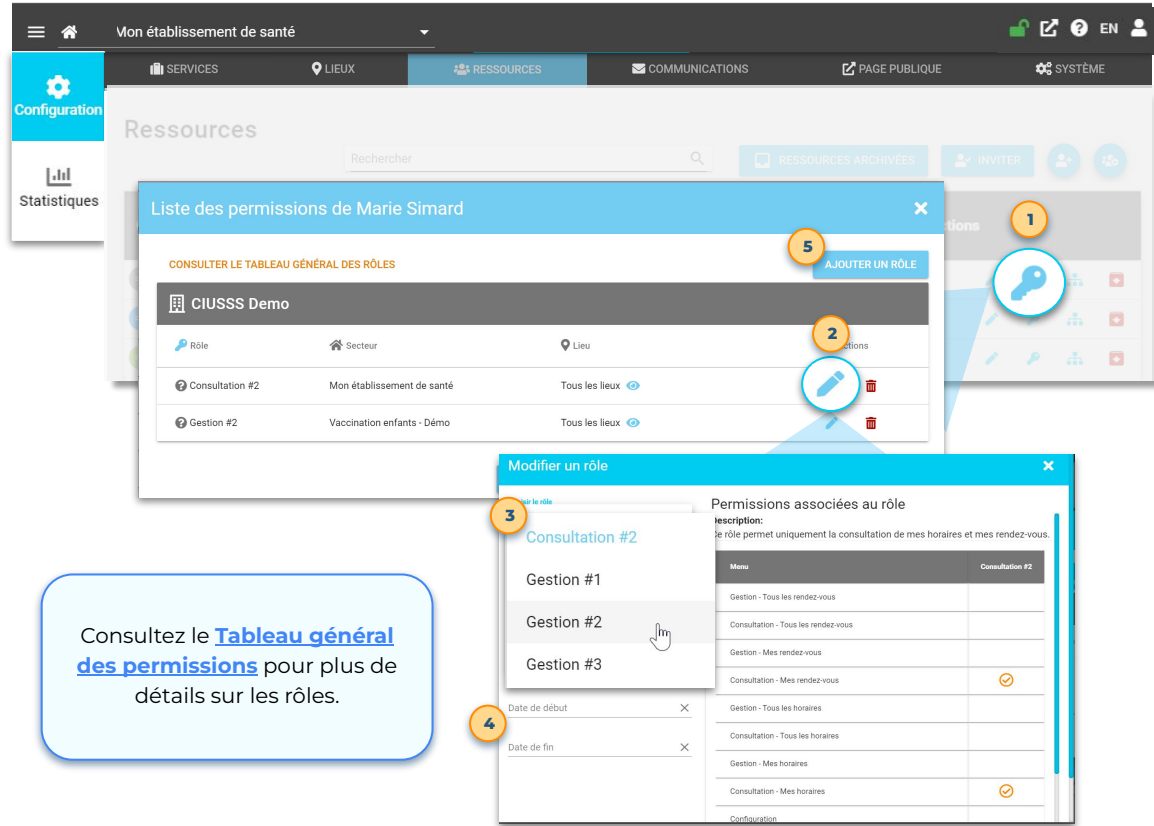 Mon établissement de santé
EN
SERVICES
LIEUX
RESSOURCES
COMMUNICATIONS
PAGE PUBLIQUE
SYSTÈME
Configuration
Statistiques
Ressources
Rechercher
RESSOURCES ARCHIVÉES
INVITER
Liste des permissions de Marie Simard
tions
1
5
CONSULTER LE TABLEAU GÉNÉRAL DES RÔLES
AJOUTER UN RÔLE
CIUSSS Demo
2
Rôle
Secteur
Lieu
ctions
Consultation #2
Mon établissement de santé
Tous les lieux
Gestion #2
Vaccination enfants - Démo
Tous les lieux
Modifier un rôle
le rôle
3
Consultation #2
Gestion #1
Gestion #2
Gestion #3
4
Date de début
Date de fin
Permissions associées au rôle
Description:
Ce rôle permet uniquement la consultation de mes horaires et mes rendez-vous.
Menu
Consultation #2
Gestion - Tous les rendez-vous
Consultation - Tous les rendez-vous
Gestion - Mes rendez-vous
Consultation - Mes rendez-vous
Gestion - Tous les horaires
Consultation - Tous les horaires
Gestion - Mes horaires
Consultation - Mes horaires
Configuration
Consultez le Tableau général
des permissions pour plus de
détails sur les rôles.